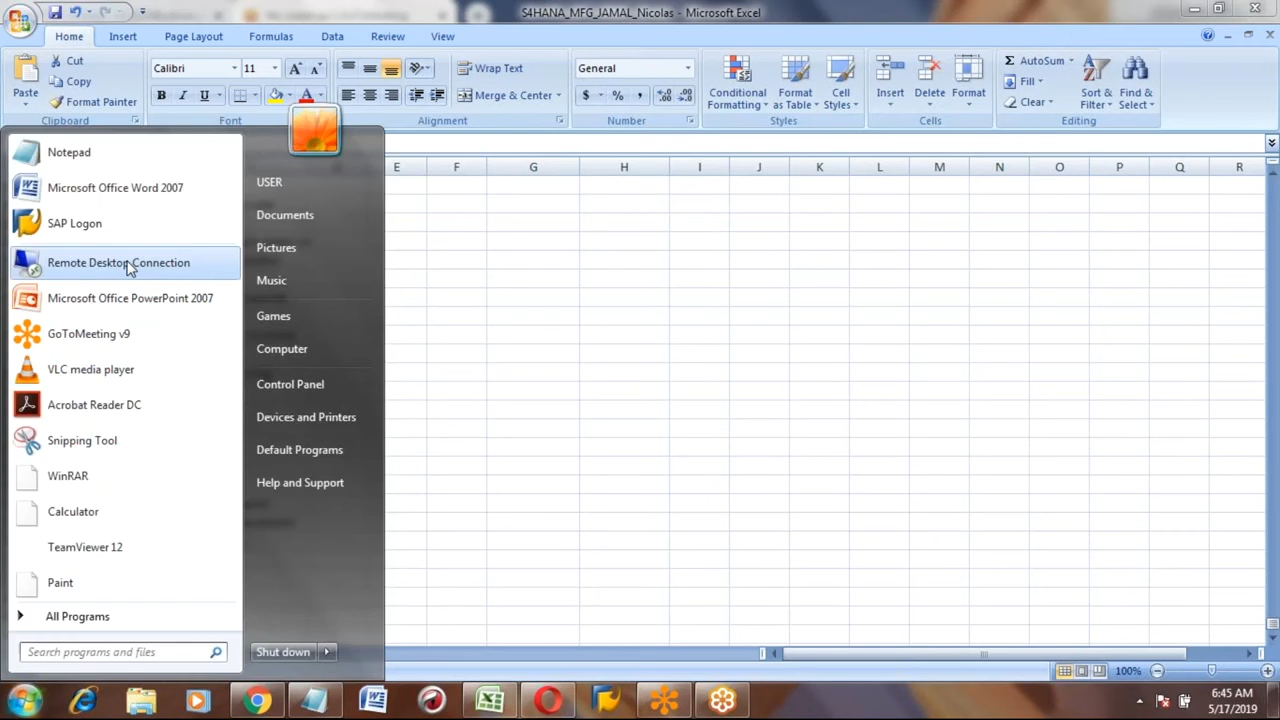 S4HANA_MFG_JAMAL_Nicolas - Microsoft Excel
Home Insert Page Layout Formulas Data Review View
Paste
Cut
Copy
Format Painter
Calibri 11
B I U A
Wrap Text
Merge & Center
General
$ % ,
Conditional Formatting
Format as Table
Cell Styles
Insert Delete Format
AutoSum
Fill
Clear
Sort & Filter
Find & Select
Clipboard Font Alignment Number Styles Cells Editing
E F G H I J K L M N O P Q R
Notepad
Microsoft Office Word 2007
SAP Logon
Remote Desktop Connection
Microsoft Office PowerPoint 2007
GoToMeeting v9
VLC media player
Acrobat Reader DC
Snipping Tool
WinRAR
Calculator
TeamViewer 12
Paint
All Programs
Search programs and files
USER
Documents
Pictures
Music
Games
Computer
Control Panel
Devices and Printers
Default Programs
Help and Support
Shut down
100%
6:45 AM
5/17/2019